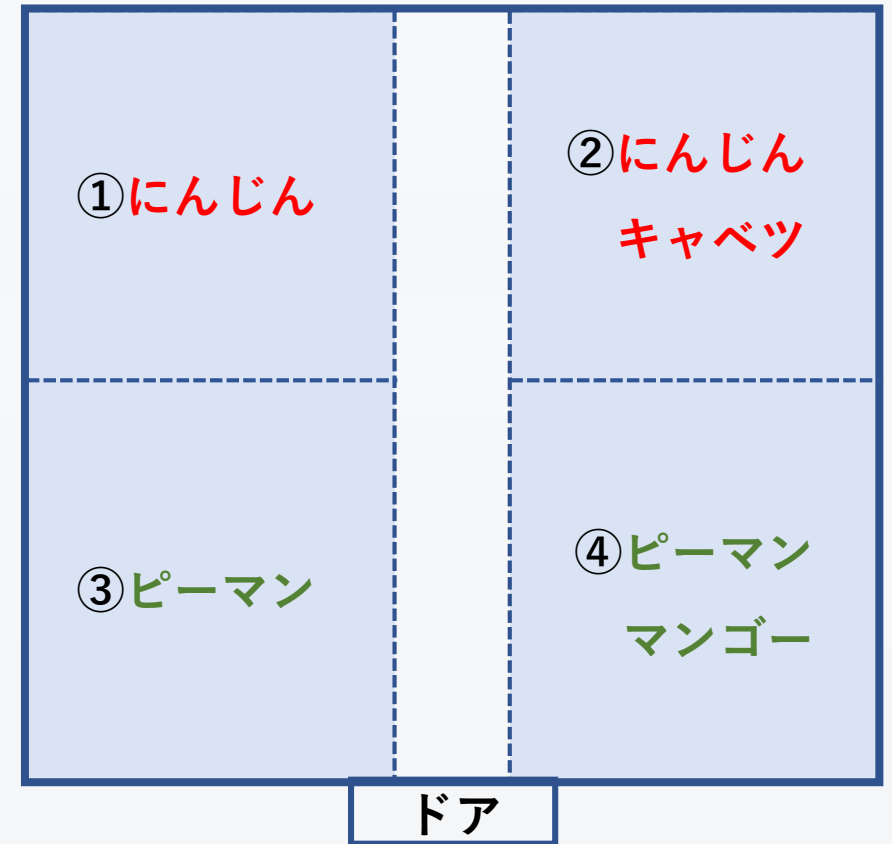 ①にんじん
②にんじん
キャベツ
③ピーマン
④ピーマン
マンゴー
ドア